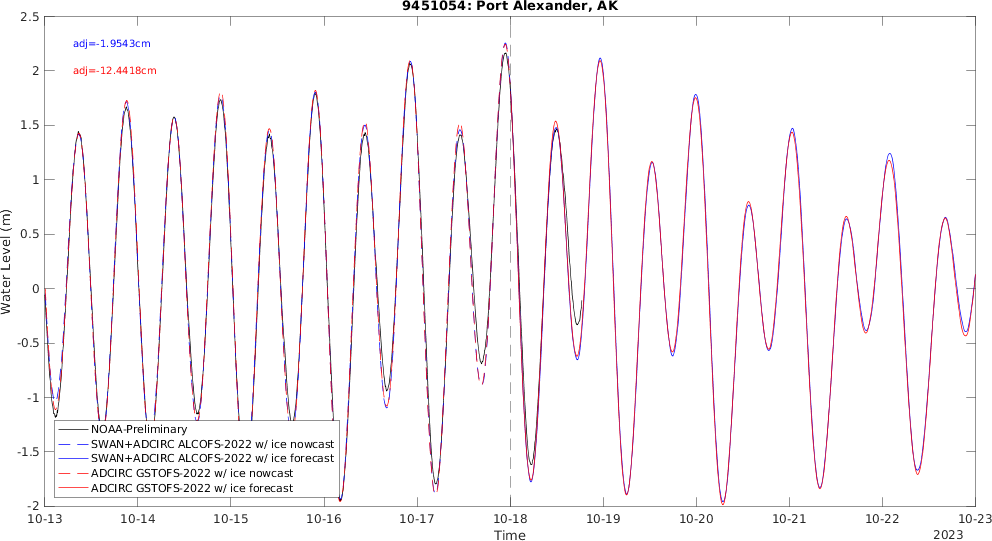 9451054: Port Alexander, AK
adj=-1.9543cm
adj=-12.4418cm
Water Level (m)
2.5
2
1.5
1
0.5
0
-0.5
-1
-1.5
-2
NOAA-Preliminary
SWAN+ADCIRC ALCOFS-2022 w/ ice nowcast
SWAN+ADCIRC ALCOFS-2022 w/ ice forecast
ADCIRC GSTOFS-2022 w/ ice nowcast
ADCIRC GSTOFS-2022 w/ ice forecast
10-13 10-14 10-15 10-16 10-17 10-18 10-19 10-20 10-21 10-22 10-23
Time
2023